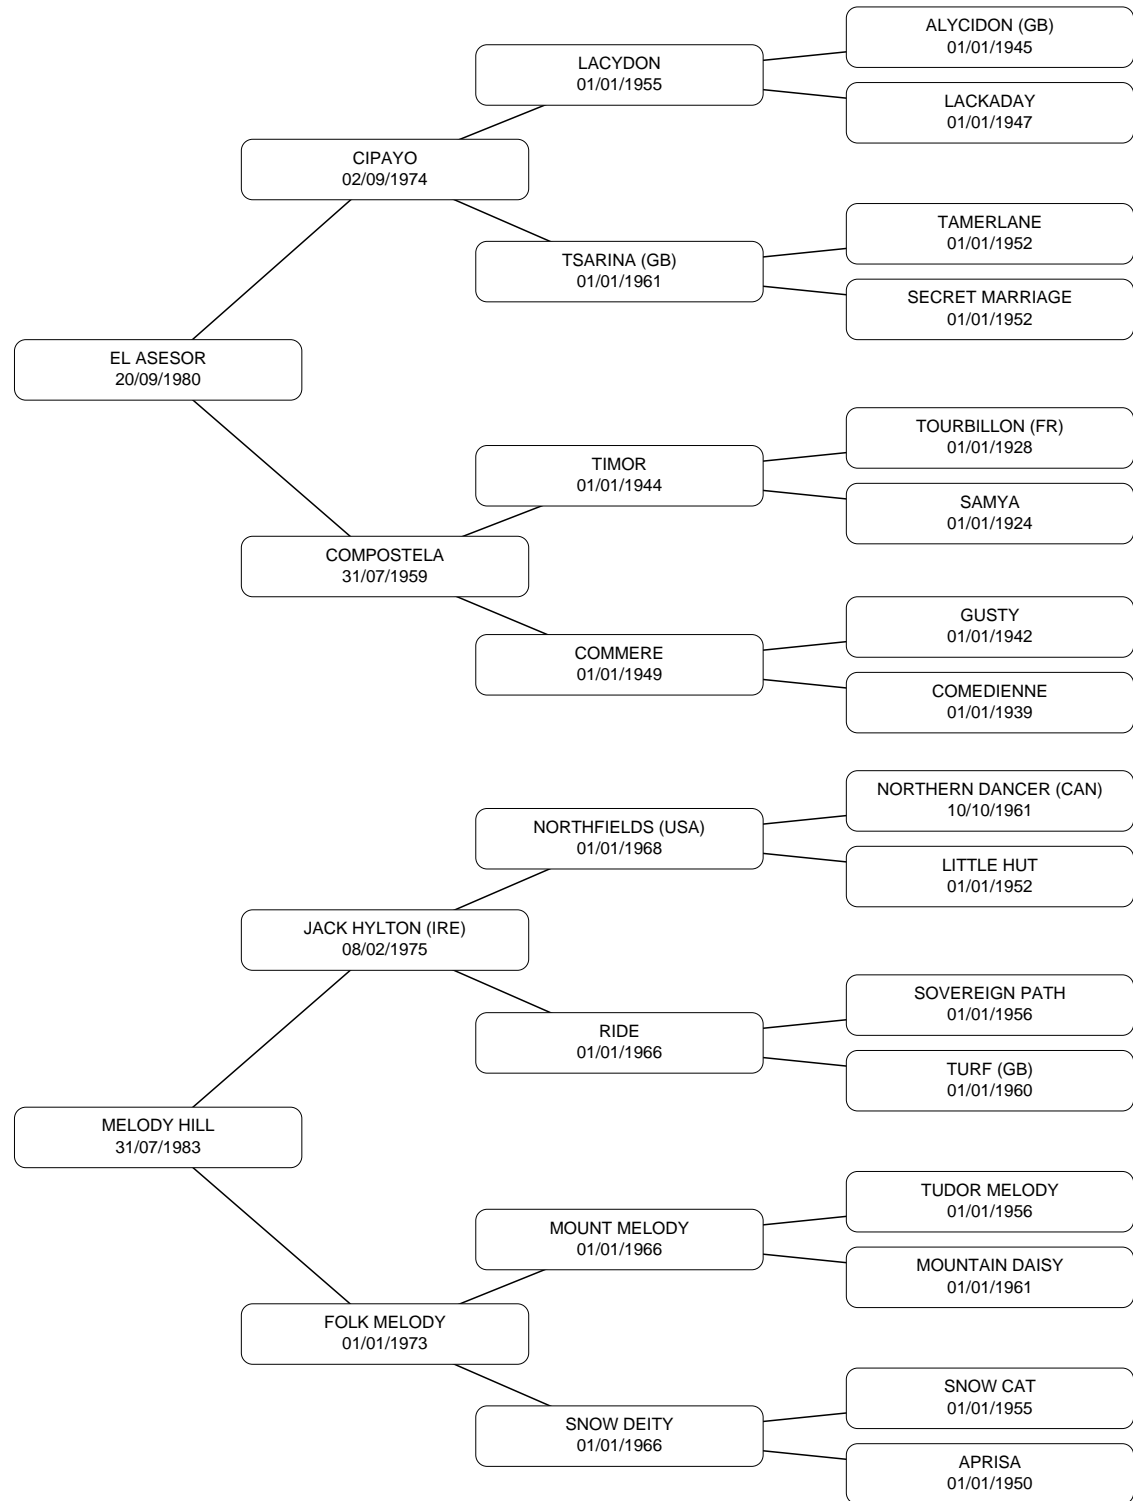 ALYCIDON (GB)
01/01/1945
LACYDON
01/01/1955
LACKADAY
01/01/1947
CIPAYO
02/09/1974
TAMERLANE
01/01/1952
TSARINA (GB)
01/01/1961
SECRET MARRIAGE
01/01/1952
EL ASESOR
20/09/1980
TOURBILLON (FR)
01/01/1928
TIMOR
01/01/1944
SAMYA
01/01/1924
COMPOSTELA
31/07/1959
GUSTY
01/01/1942
COMMERE
01/01/1949
COMEDIENNE
01/01/1939
NORTHERN DANCER (CAN)
10/10/1961
NORTHFIELDS (USA)
01/01/1968
LITTLE HUT
01/01/1952
JACK HYLTON (IRE)
08/02/1975
SOVEREIGN PATH
01/01/1956
RIDE
01/01/1966
TURF (GB)
01/01/1960
MELODY HILL
31/07/1983
TUDOR MELODY
01/01/1956
MOUNT MELODY
01/01/1966
MOUNTAIN DAISY
01/01/1961
FOLK MELODY
01/01/1973
SNOW CAT
01/01/1955
SNOW DEITY
01/01/1966
APRISA
01/01/1950